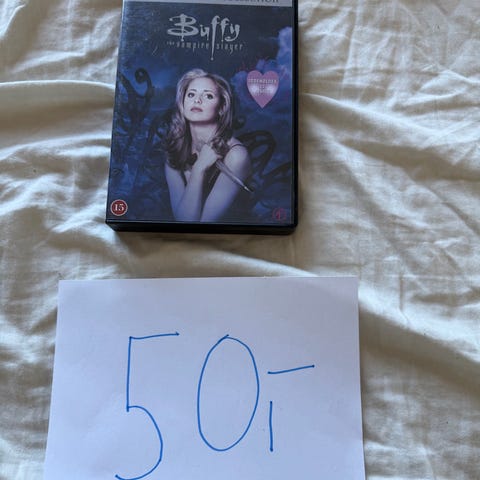 Buffy
the vampire slayer
15
50,-